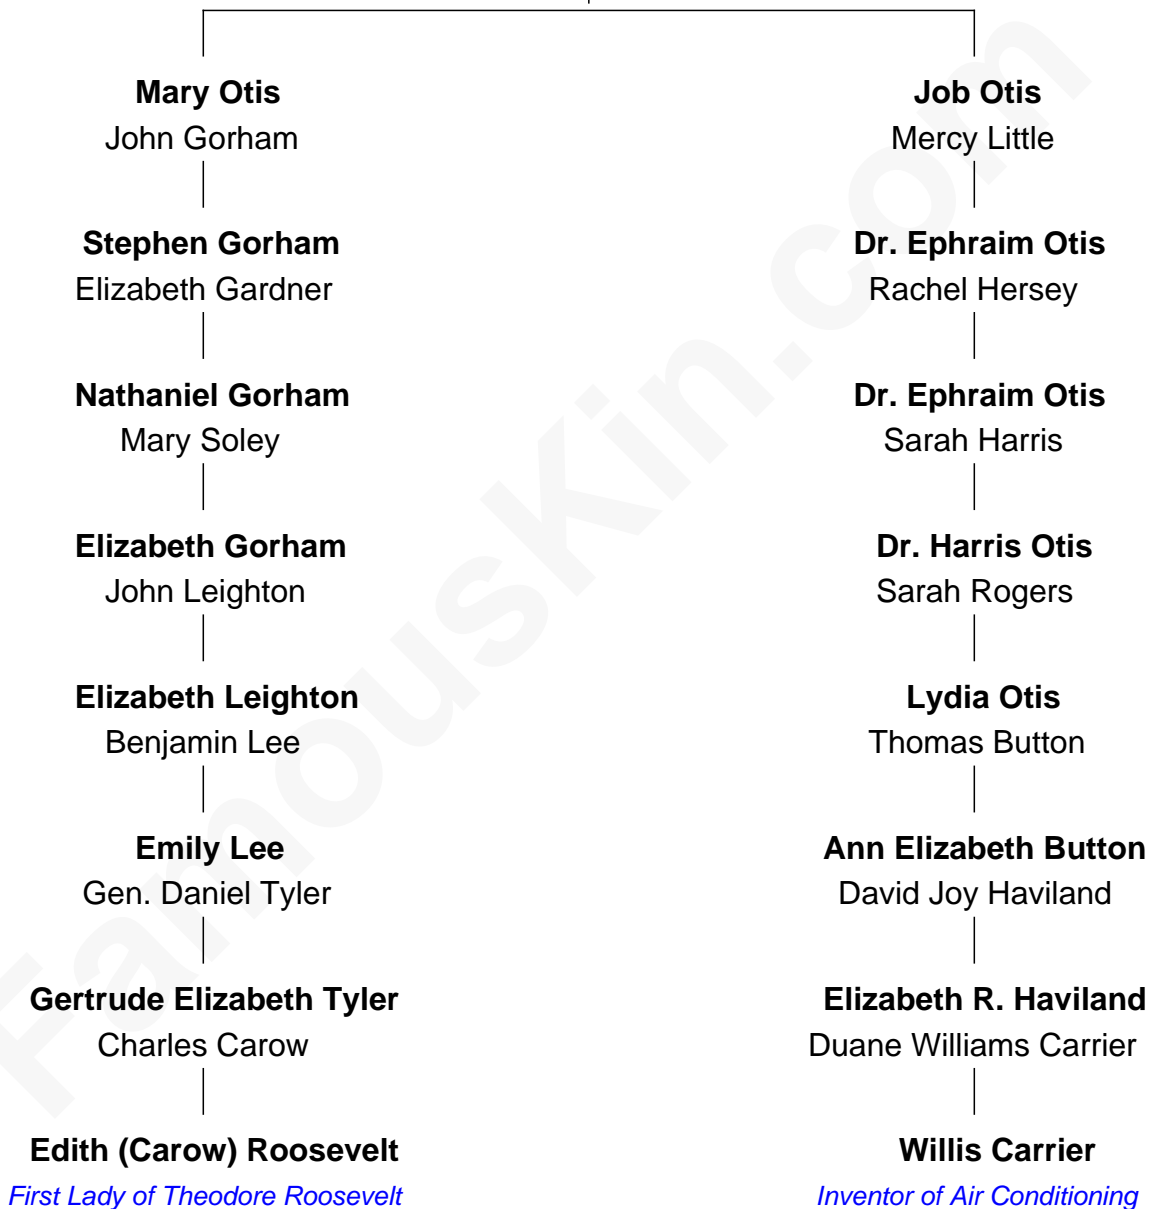 Mary Otis
John Gorham
Stephen Gorham
Elizabeth Gardner
Nathaniel Gorham
Mary Soley
Elizabeth Gorham
John Leighton
Elizabeth Leighton
Benjamin Lee
Emily Lee
Gen. Daniel Tyler
Gertrude Elizabeth Tyler
Charles Carow
Edith (Carow) Roosevelt
First Lady of Theodore Roosevelt
Job Otis
Mercy Little
Dr. Ephraim Otis
Rachel Hersey
Dr. Ephraim Otis
Sarah Harris
Dr. Harris Otis
Sarah Rogers
Lydia Otis
Thomas Button
Ann Elizabeth Button
David Joy Haviland
Elizabeth R. Haviland
Duane Williams Carrier
Willis Carrier
Inventor of Air Conditioning
FamousKin.com